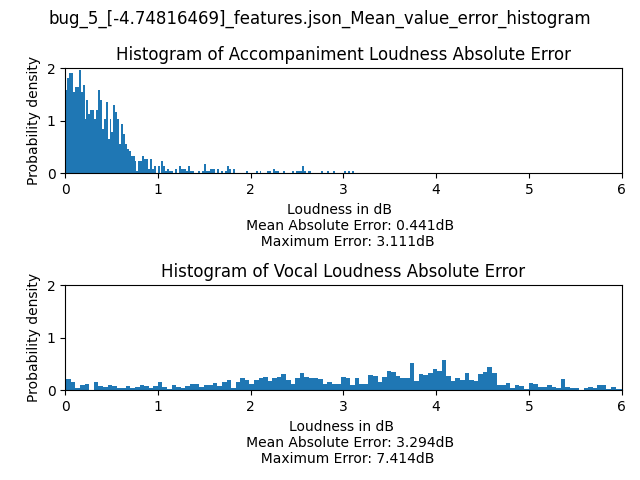 bug_5_[-4.74816469]_features.json_Mean_value_error_histogram
Histogram of Accompaniment Loudness Absolute Error
Probability density
2
1
0
0 1 2 3 4 5 6
Loudness in dB
Mean Absolute Error: 0.441dB
Maximum Error: 3.111dB
Histogram of Vocal Loudness Absolute Error
Probability density
2
1
0
0 1 2 3 4 5 6
Loudness in dB
Mean Absolute Error: 3.294dB
Maximum Error: 7.414dB